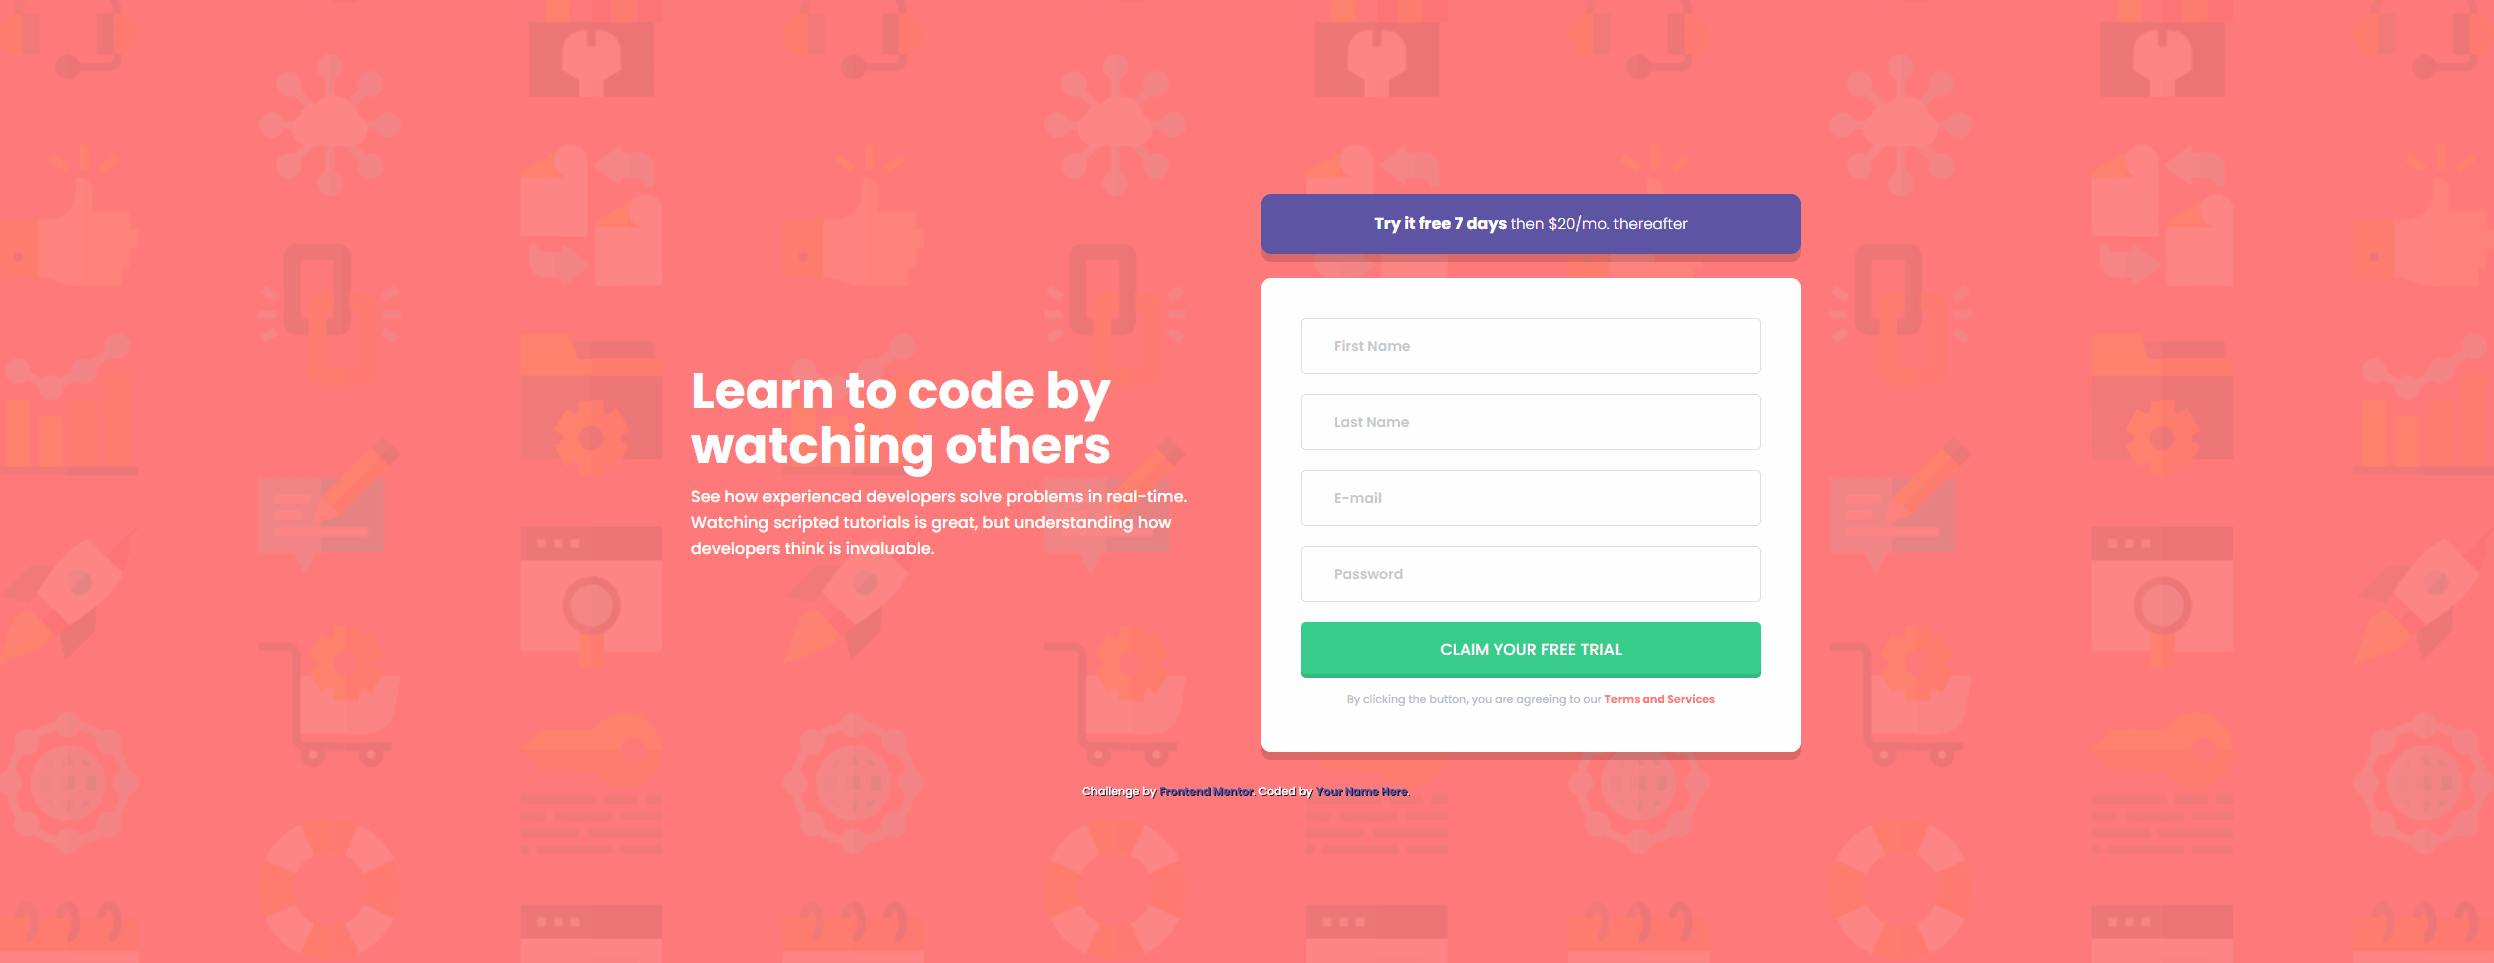 Learn to code by
watching others
See how experienced developers solve problems in real-time.
Watching scripted tutorials is great, but understanding how
developers think is invaluable.
Try it free 7 days then $20/mo. thereafter
First Name
Last Name
E-mail
Password
CLAIM YOUR FREE TRIAL
By clicking the button, you are agreeing to our Terms and Services
Challenge by Frontend Mentor. Coded by Your Name Here.